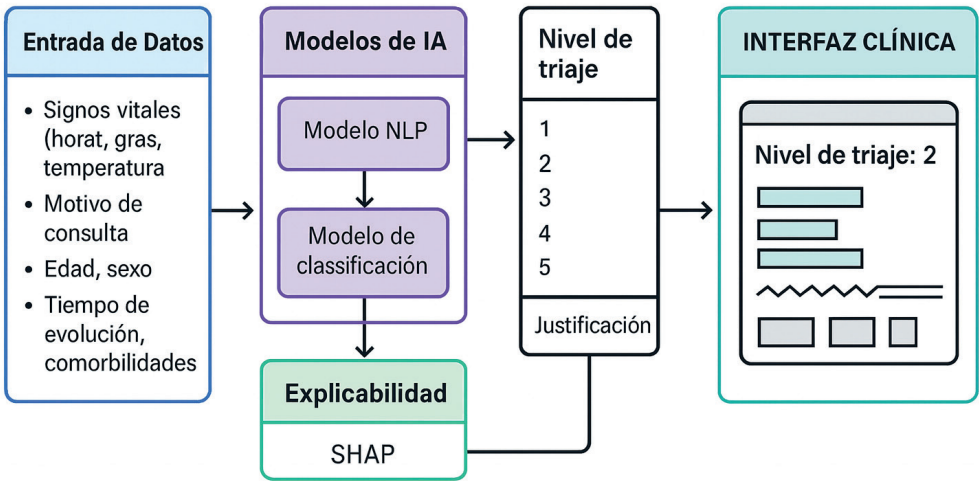 Entrada de Datos
• Signos vitales
(horat, gras,
temperatura
• Motivo de
consulta
• Edad, sexo
• Tiempo de
evolución,
comorbilidades
Modelos de IA
Modelo NLP
Modelo de
classificación
Explicabilidad
SHAP
Nivel de
triaje
1
2
3
4
5
Justificación
INTERFAZ CLÍNICA
Nivel de triaje: 2